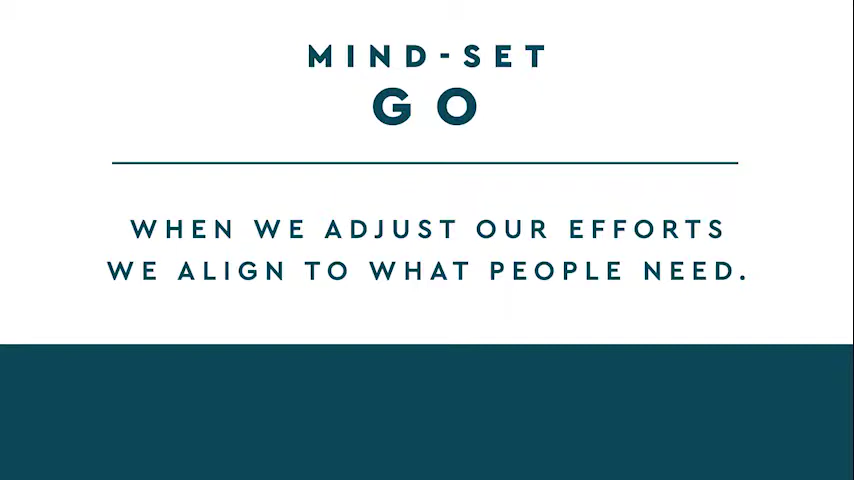 MIND-SET
GO
WHEN WE ADJUST OUR EFFORTS
WE ALIGN TO WHAT PEOPLE NEED.